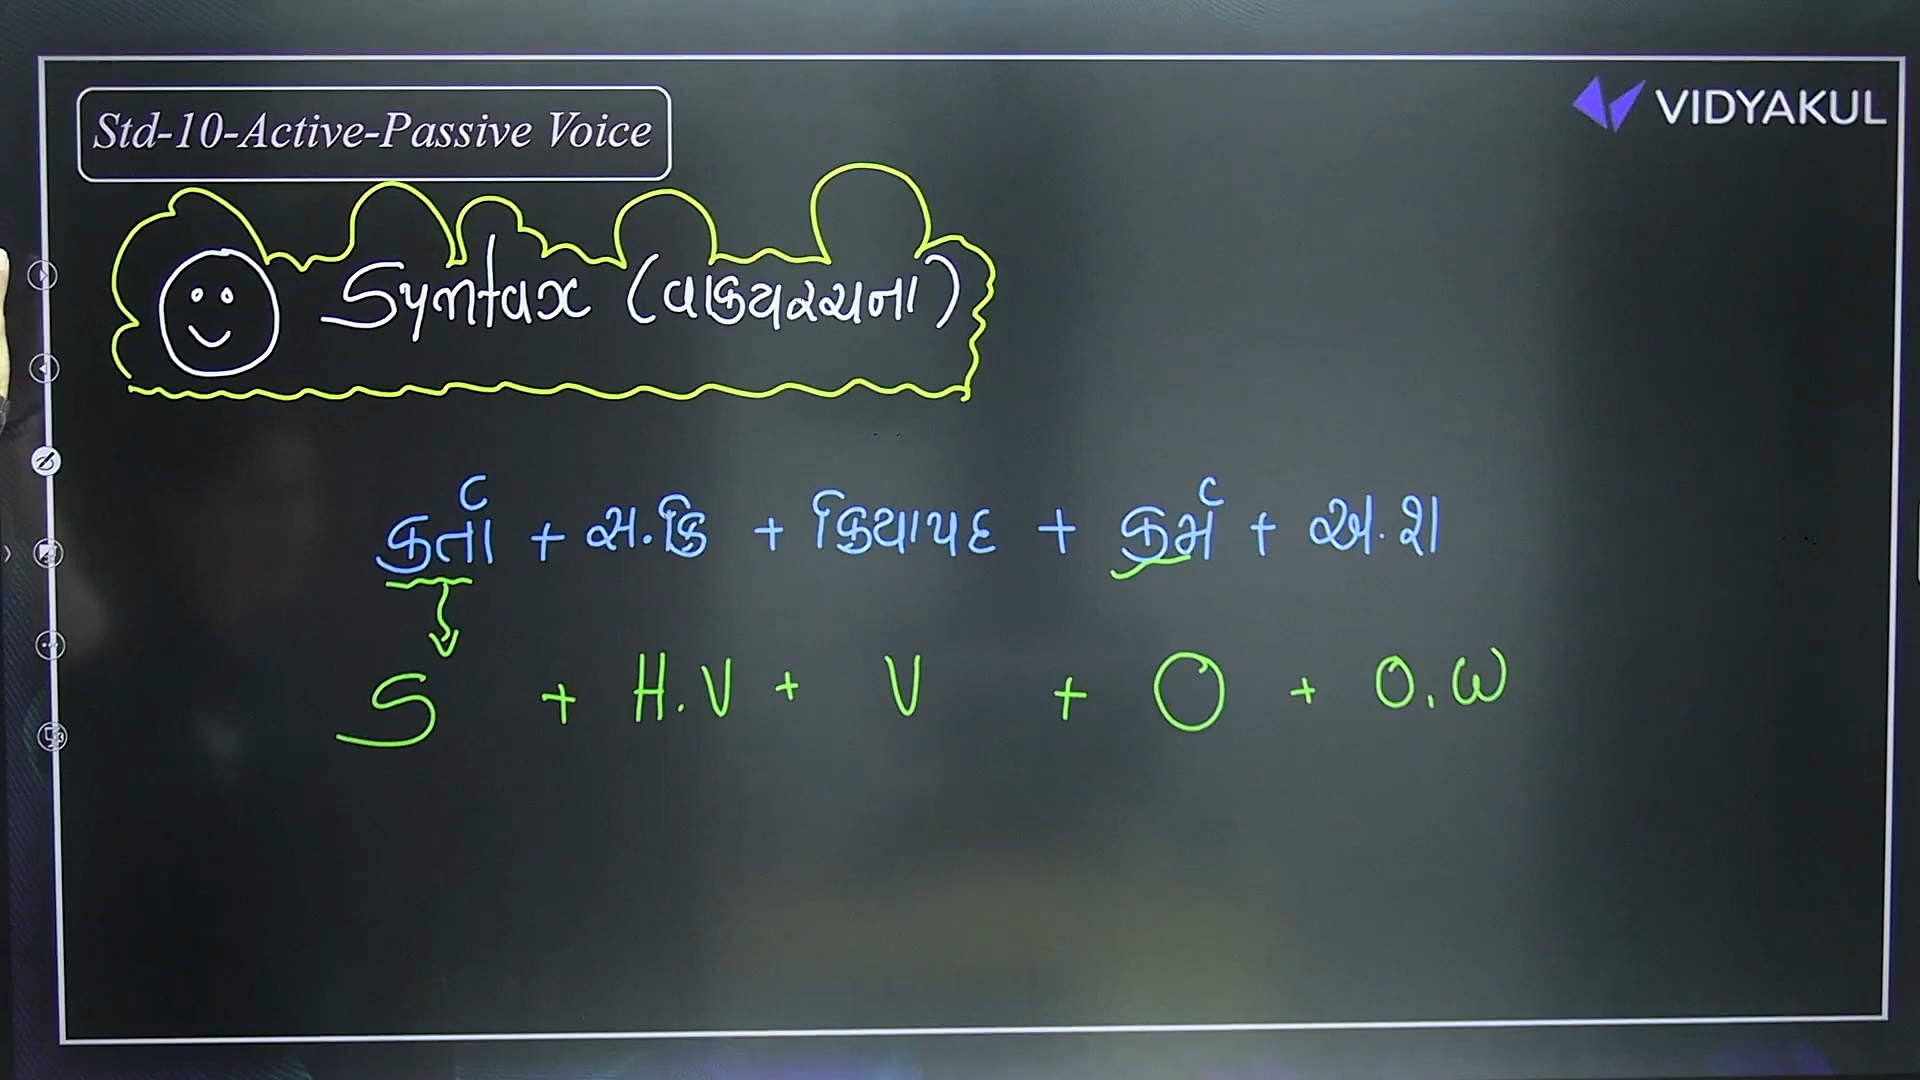 Std-10-Active-Passive Voice
VIDYAKUL
Syntax (વાક્યરચના)
કર્તા + સ.ક્રિ + ક્રિયાપદ + કર્મ + અ.શ
S + H.V + V + O + O.W